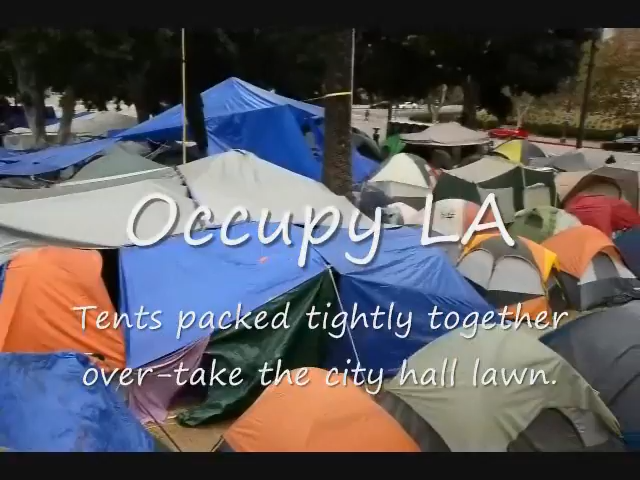 Occupy LA
Tents packed tightly together
over-take the city hall lawn.